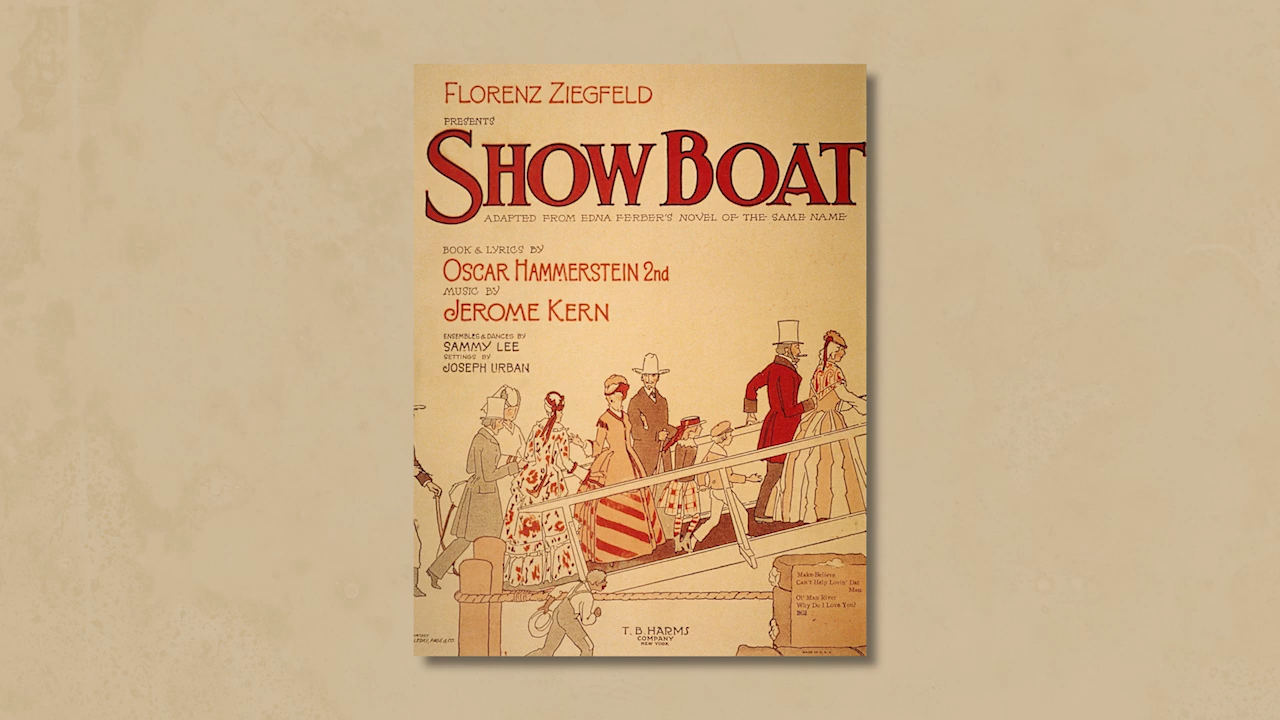 FLORENZ ZIEGFELD
PRESENTS
SHOW BOAT
ADAPTED FROM EDNA FERBER'S NOVEL OF THE SAME NAME
BOOK & LYRICS BY
OSCAR HAMMERSTEIN 2nd
MUSIC BY
JEROME KERN
ENSEMBLES & DANCES BY
SAMMY LEE
SETTINGS BY
JOSEPH URBAN
Make Believe
Can't Help Lovin' Dat
Man
Ol' Man River
Why Do I Love You?
Bill
T. B. HARMS
COMPANY
NEW YORK
PAGE & CO.